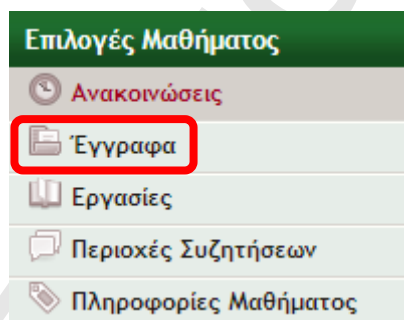 Επιλογές Μαθήματος
Ανακοινώσεις
Έγγραφα
Εργασίες
Περιοχές Συζητήσεων
Πληροφορίες Μαθήματος